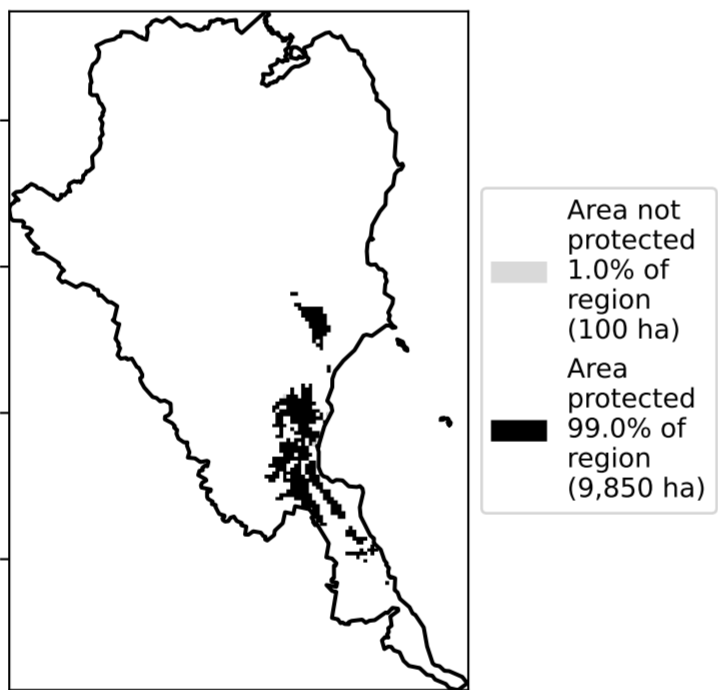 Area not
protected
1.0% of
region
(100 ha)
Area
protected
99.0% of
region
(9,850 ha)